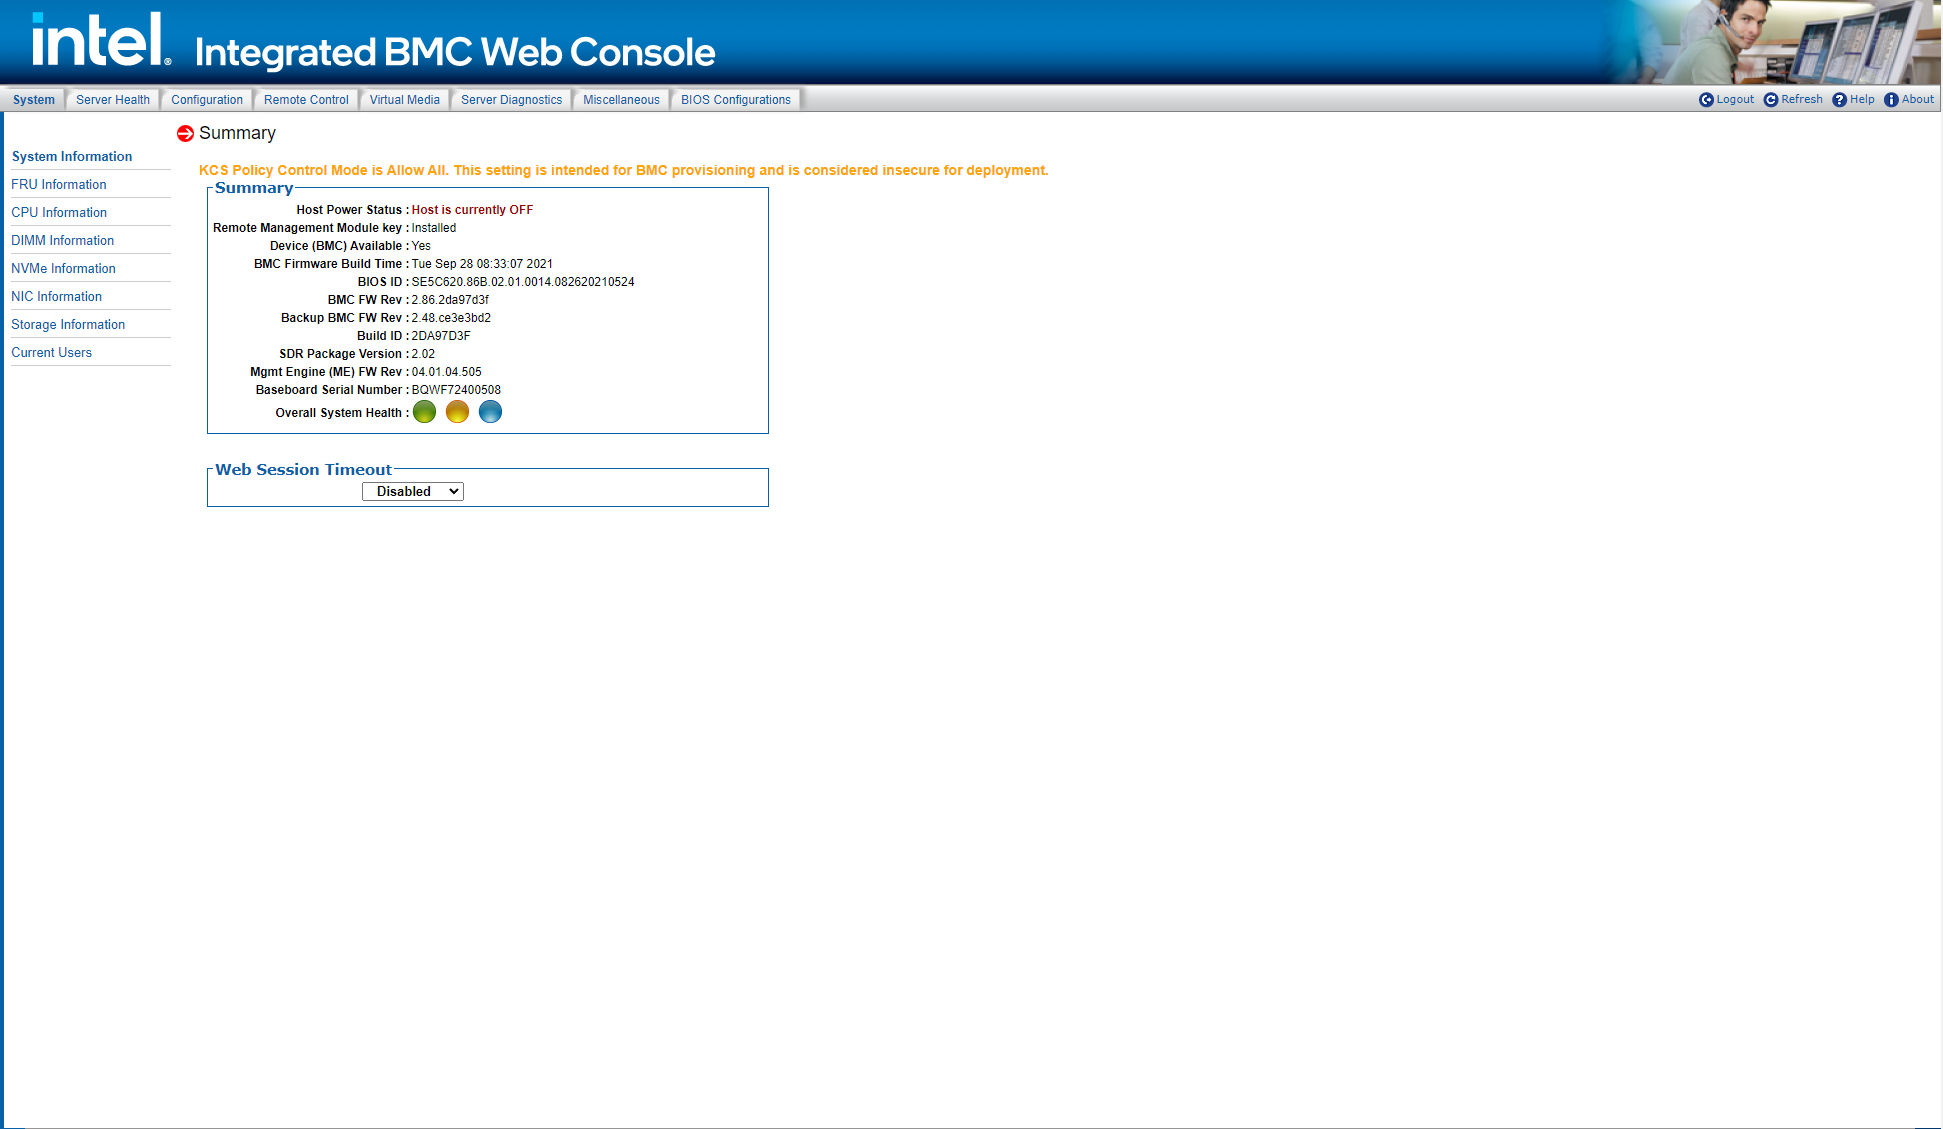 intel® Integrated BMC Web Console
System Server Health Configuration Remote Control Virtual Media Server Diagnostics Miscellaneous BIOS Configurations Logout Refresh Help About
Summary
System Information
FRU Information
CPU Information
DIMM Information
NVMe Information
NIC Information
Storage Information
Current Users
KCS Policy Control Mode is Allow All. This setting is intended for BMC provisioning and is considered insecure for deployment.
Summary
Host Power Status : Host is currently OFF
Remote Management Module key : Installed
Device (BMC) Available : Yes
BMC Firmware Build Time : Tue Sep 28 08:33:07 2021
BIOS ID : SE5C620.86B.02.01.0014.082620210524
BMC FW Rev : 2.86.2da97d3f
Backup BMC FW Rev : 2.48.ce3e3bd2
Build ID : 2DA97D3F
SDR Package Version : 2.02
Mgmt Engine (ME) FW Rev : 04.01.04.505
Baseboard Serial Number : BQWF72400508
Overall System Health :
Web Session Timeout
Disabled